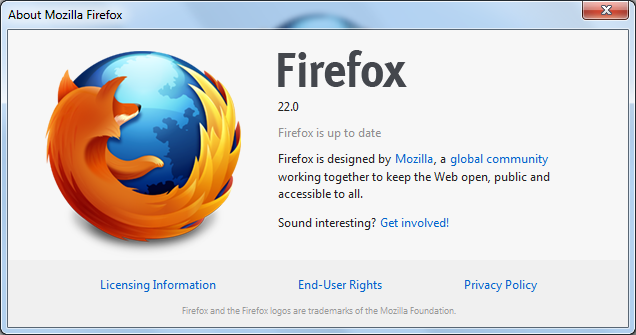 About Mozilla Firefox
Firefox
22.0
Firefox is up to date
Firefox is designed by Mozilla, a global community
working together to keep the Web open, public and
accessible to all.
Sound interesting? Get involved!
Licensing Information
End-User Rights
Privacy Policy
Firefox and the Firefox logos are trademarks of the Mozilla Foundation.